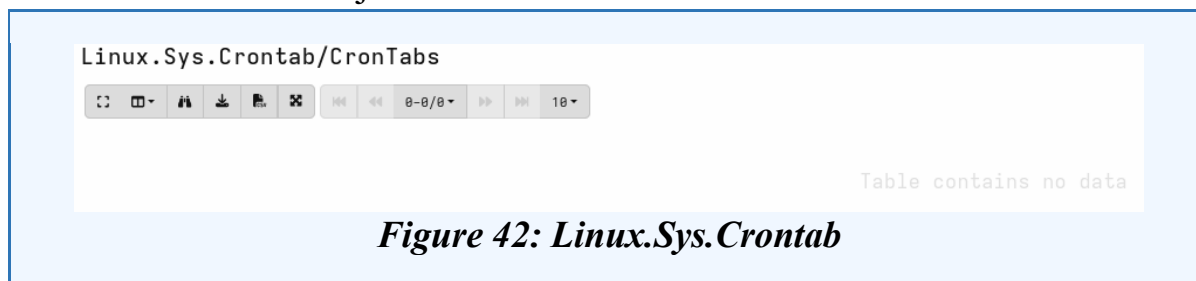 Linux.Sys.Crontab/CronTabs
0-0/0
10
Table contains no data
Figure 42: Linux.Sys.Crontab